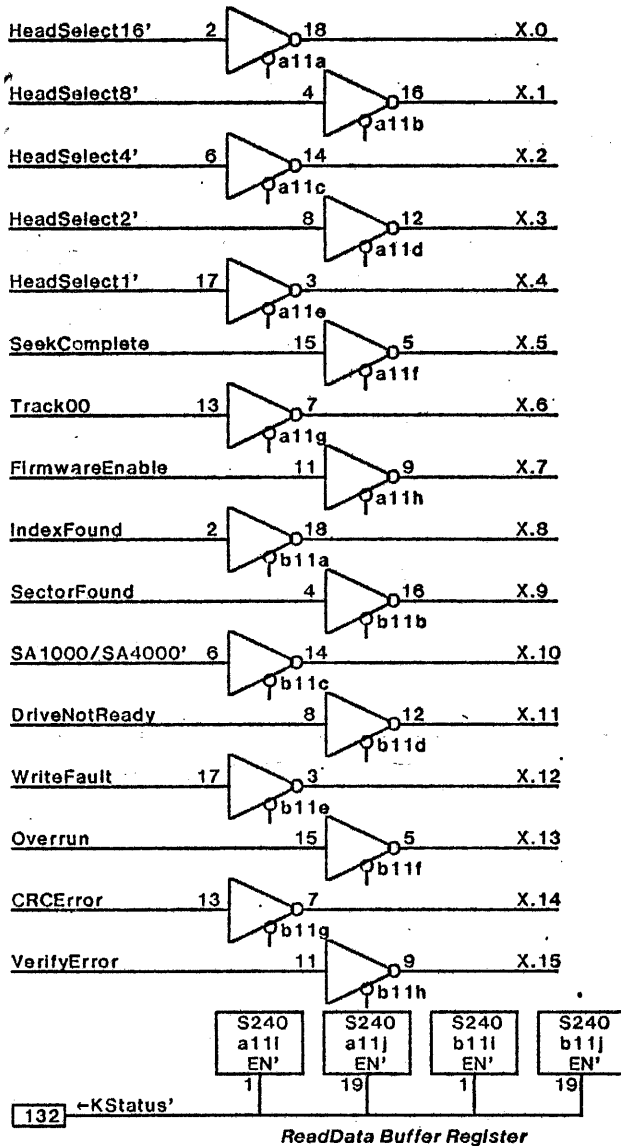 HeadSelect16' 2 18 X.0
a11a
HeadSelect8' 4 16 X.1
a11b
HeadSelect4' 6 14 X.2
a11c
HeadSelect2' 8 12 X.3
a11d
HeadSelect1' 17 3 X.4
a11e
SeekComplete 15 5 X.5
a11f
Track00 13 7 X.6
a11g
FirmwareEnable 11 9 X.7
a11h
IndexFound 2 18 X.8
b11a
SectorFound 4 16 X.9
b11b
SA1000/SA4000' 6 14 X.10
b11c
DriveNotReady 8 12 X.11
b11d
WriteFault 17 3 X.12
b11e
Overrun 15 5 X.13
b11f
CRCError 13 7 X.14
b11g
VerifyError 11 9 X.15
b11h
S240 S240 S240 S240
a11i a11j b11i b11j
EN' EN' EN' EN'
1 19 1 19
132 ←KStatus'
ReadData Buffer Register